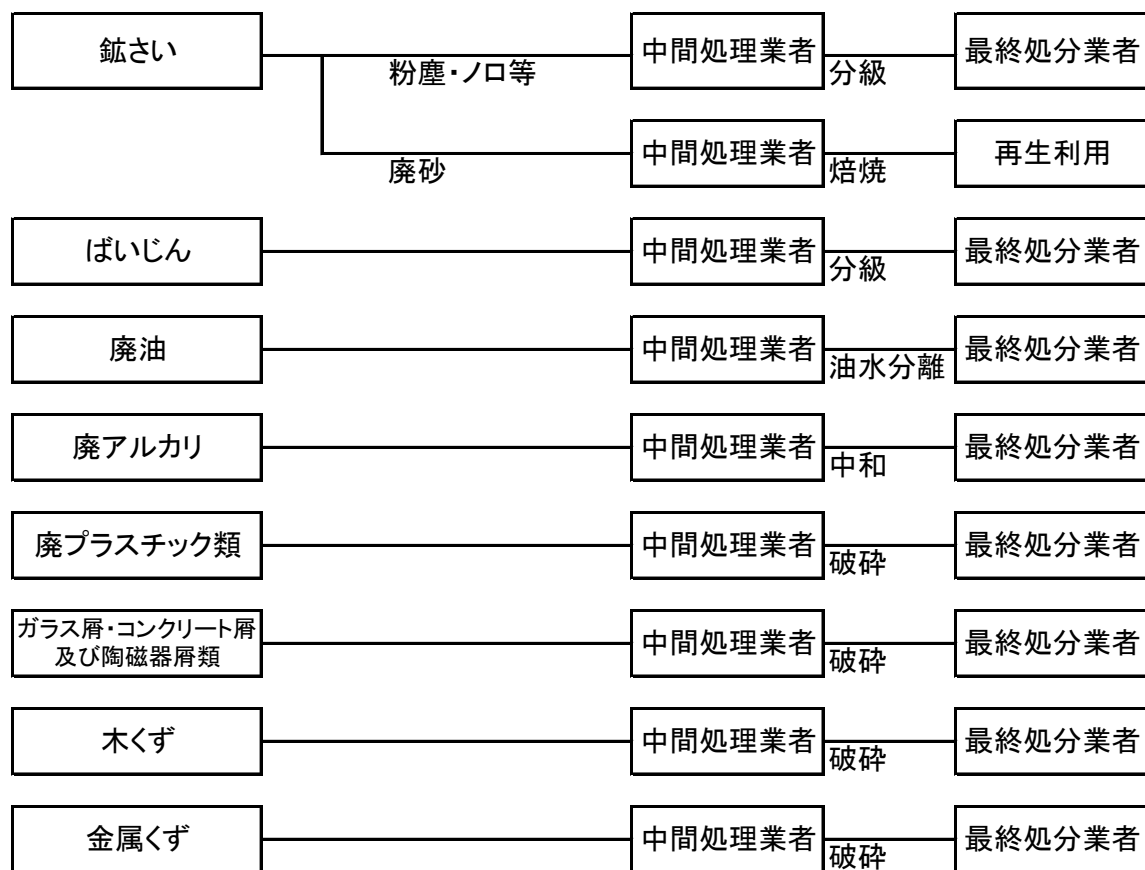 鉱さい
粉塵・ノロ等
中間処理業者
分級
最終処分業者
廃砂
中間処理業者
焙焼
再生利用
ばいじん
中間処理業者
分級
最終処分業者
廃油
中間処理業者
油水分離
最終処分業者
廃アルカリ
中間処理業者
中和
最終処分業者
廃プラスチック類
中間処理業者
破砕
最終処分業者
ガラス屑・コンクリート屑
及び陶磁器屑類
中間処理業者
破砕
最終処分業者
木くず
中間処理業者
破砕
最終処分業者
金属くず
中間処理業者
破砕
最終処分業者